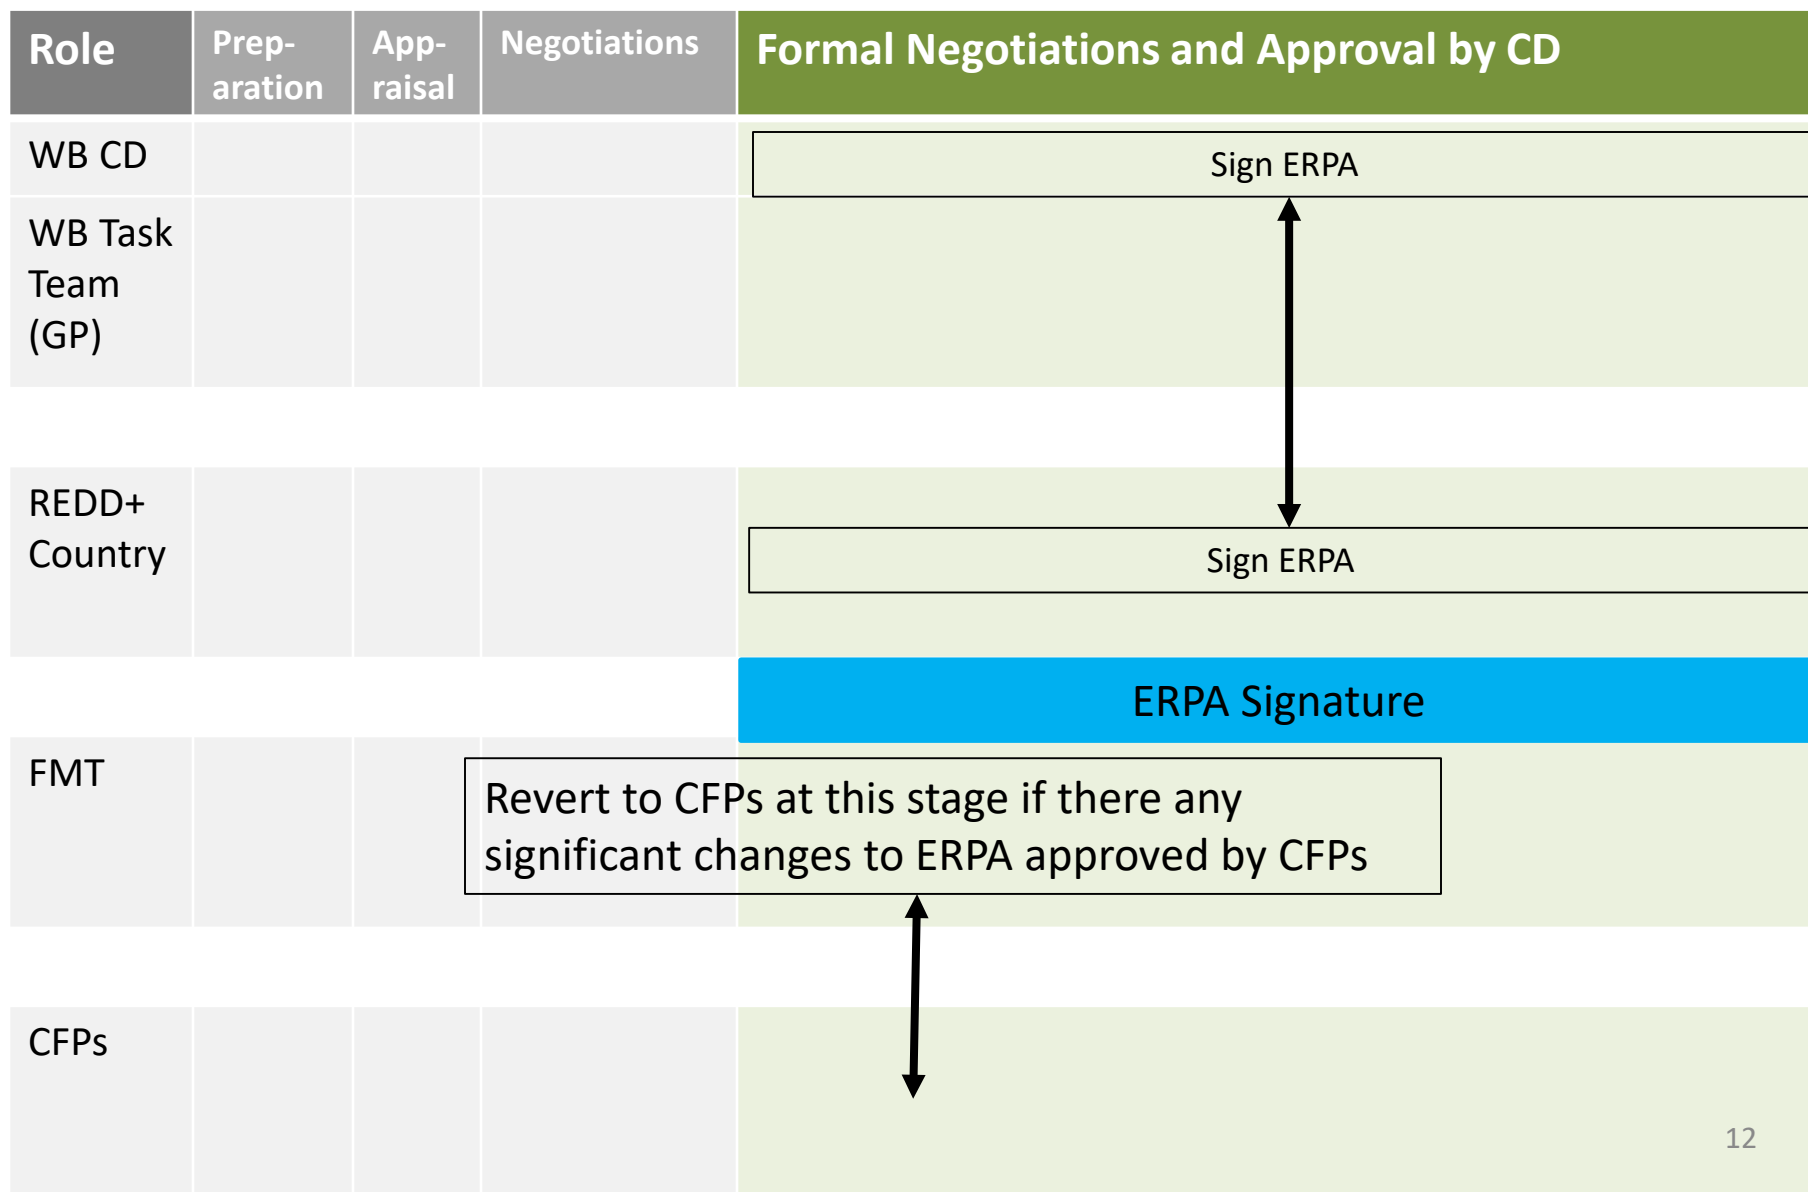 Role
Prep-
aration
App-
raisal
Negotiations
Formal Negotiations and Approval by CD
WB CD
Sign ERPA
WB Task
Team
(GP)
REDD+
Country
Sign ERPA
ERPA Signature
FMT
Revert to CFPs at this stage if there any
significant changes to ERPA approved by CFPs
CFPs
12